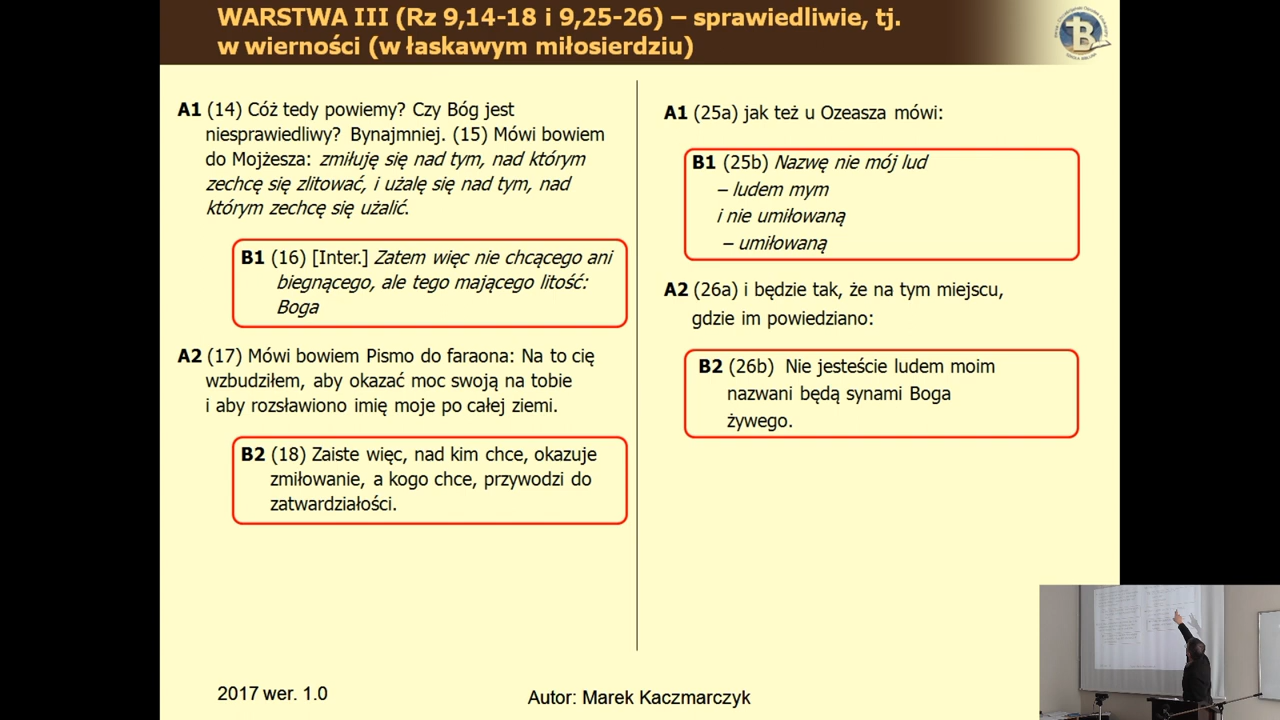 WARSTWA III (Rz 9,14-18 i 9,25-26) – sprawiedliwie, tj.
w wierności (w łaskawym miłosierdziu)
A1 (14) Cóż tedy powiemy? Czy Bóg jest
niesprawiedliwy? Bynajmniej. (15) Mówi bowiem
do Mojżesza: zmiłuję się nad tym, nad którym
zechcę się zlitować, i użalę się nad tym, nad
którym zechcę się użalić.
B1 (16) [Inter.] Zatem więc nie chcącego ani
biegnącego, ale tego mającego litość:
Boga
A2 (17) Mówi bowiem Pismo do faraona: Na to cię
wzbudziłem, aby okazać moc swoją na tobie
i aby rozsławiono imię moje po całej ziemi.
B2 (18) Zaiste więc, nad kim chce, okazuje
zmiłowanie, a kogo chce, przywodzi do
zatwardziałości.
A1 (25a) jak też u Ozeasza mówi:
B1 (25b) Nazwę nie mój lud
– ludem mym
i nie umiłowaną
– umiłowaną
A2 (26a) i będzie tak, że na tym miejscu,
gdzie im powiedziano:
B2 (26b) Nie jesteście ludem moim
nazwani będą synami Boga
żywego.
2017 wer. 1.0
Autor: Marek Kaczmarczyk